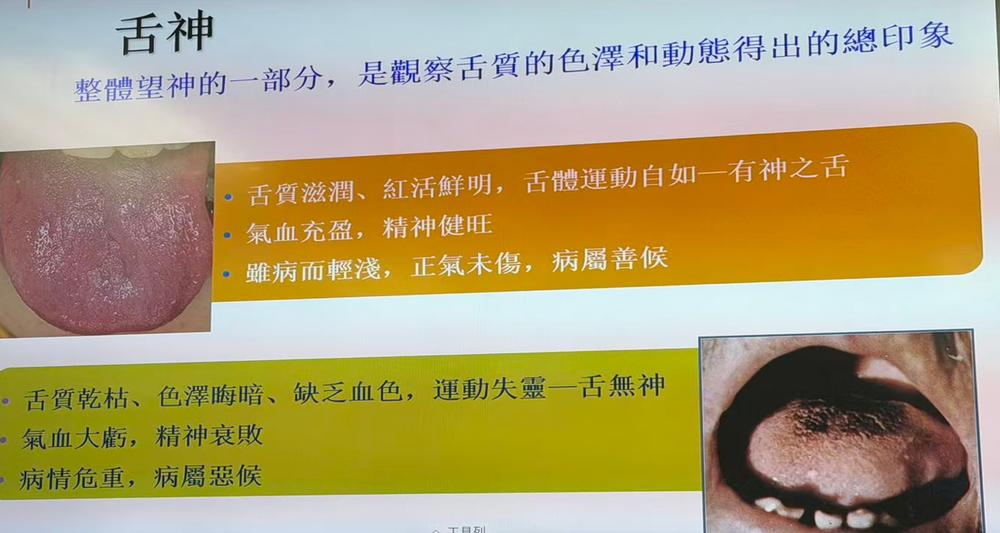 舌神
整體望神的一部分，是觀察舌質的色澤和動態得出的總印象
舌質滋潤、紅活鮮明，舌體運動自如—有神之舌
氣血充盈，精神健旺
雖病而輕淺，正氣未傷，病屬善候
舌質乾枯、色澤晦暗、缺乏血色，運動失靈—舌無神
氣血大虧，精神衰敗
病情危重，病屬惡候
工具列